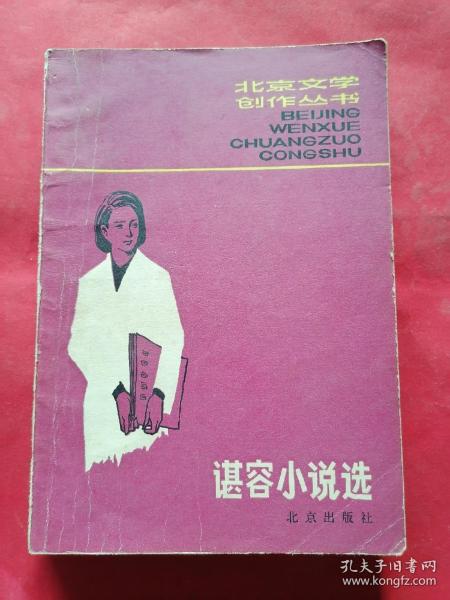 北京文学
创作丛书
BEIJING
WENXUE
CHUANGZUO
CONGSHU
谌容小说选
北京出版社
孔夫子旧书网
www.kongfz.com